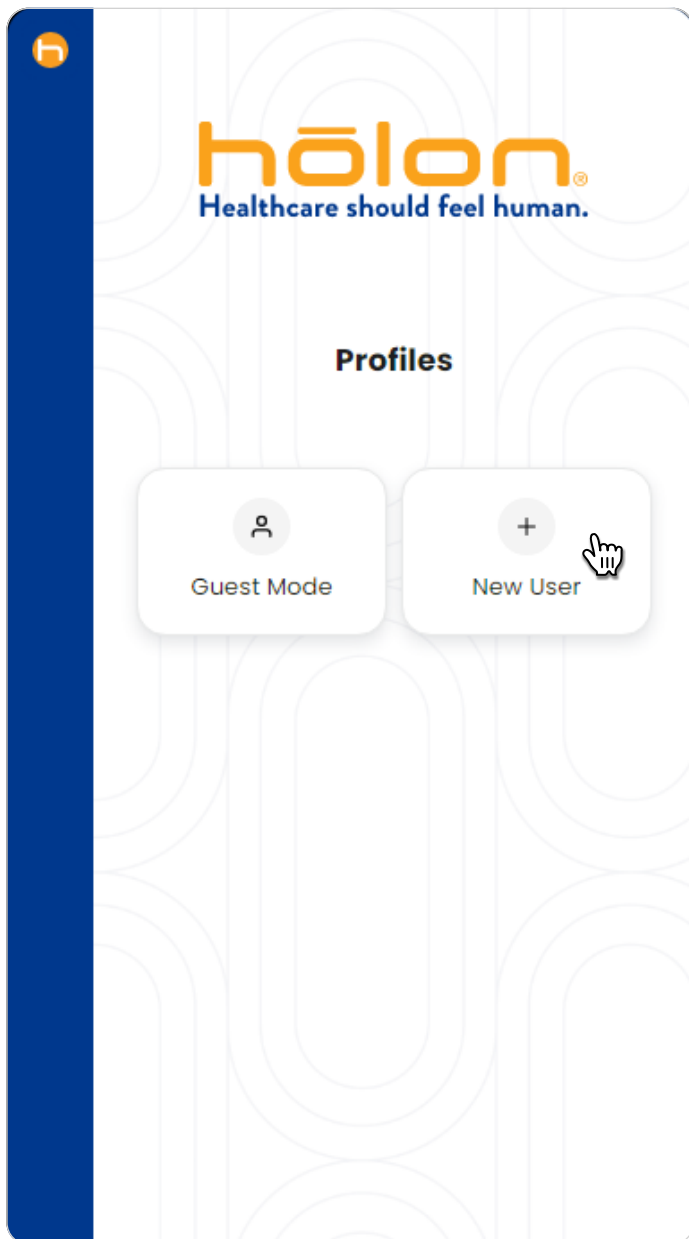 hōlon®
Healthcare should feel human.
Profiles
Guest Mode
New User